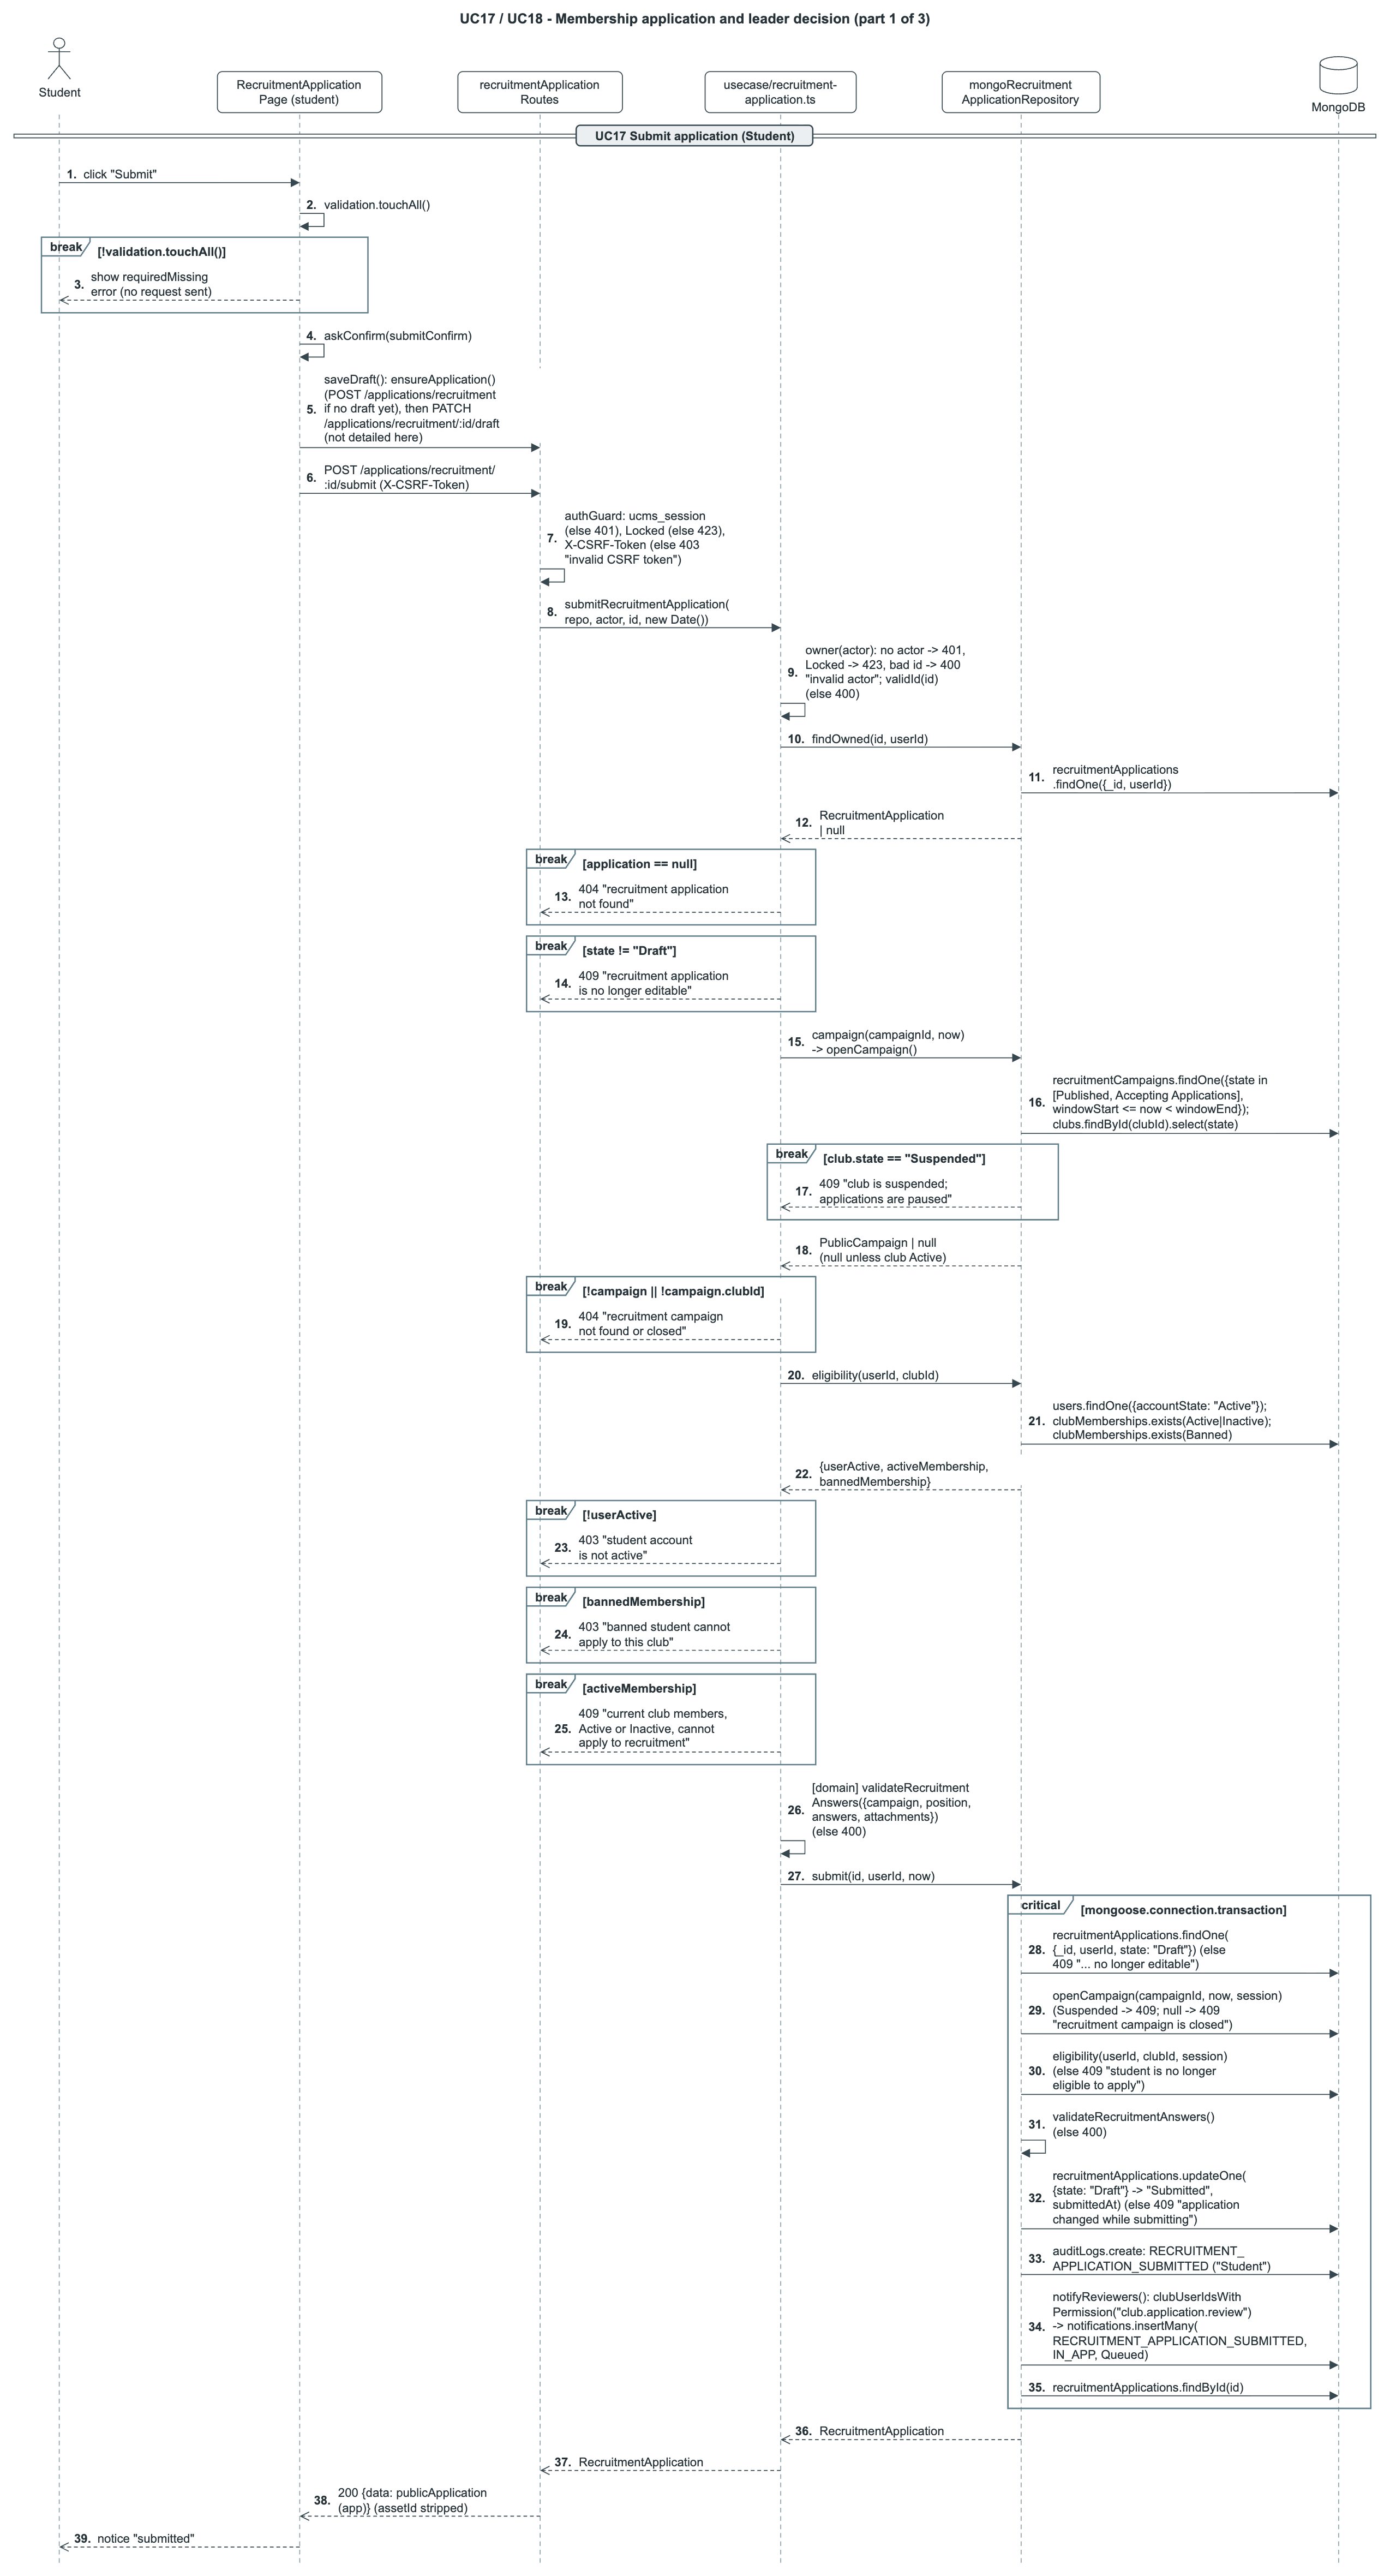 UC17 / UC18 - Membership application and leader decision (part 1 of 3)
Student
RecruitmentApplication
Page (student)
recruitmentApplication
Routes
usecase/recruitment-
application.ts
mongoRecruitment
ApplicationRepository
MongoDB
UC17 Submit application (Student)
1. click "Submit"
2. validation.touchAll()
break [!validation.touchAll()]
3. show requiredMissing
error (no request sent)
4. askConfirm(submitConfirm)
saveDraft(): ensureApplication()
(POST /applications/recruitment
5. if no draft yet), then PATCH
/applications/recruitment/:id/draft
(not detailed here)
6. POST /applications/recruitment/
:id/submit (X-CSRF-Token)
authGuard: ucms_session
(else 401), Locked (else 423),
7. X-CSRF-Token (else 403
"invalid CSRF token")
8. submitRecruitmentApplication(
repo, actor, id, new Date())
owner(actor): no actor -> 401,
Locked -> 423, bad id -> 400
9. "invalid actor"; validId(id)
(else 400)
10. findOwned(id, userId)
11. recruitmentApplications
.findOne({_id, userId})
12. RecruitmentApplication
| null
break [application == null]
13. 404 "recruitment application
not found"
break [state != "Draft"]
14. 409 "recruitment application
is no longer editable"
15. campaign(campaignId, now)
-> openCampaign()
recruitmentCampaigns.findOne({state in
16. [Published, Accepting Applications],
windowStart <= now < windowEnd});
clubs.findById(clubId).select(state)
break [club.state == "Suspended"]
17. 409 "club is suspended;
applications are paused"
18. PublicCampaign | null
(null unless club Active)
break [!campaign || !campaign.clubId]
19. 404 "recruitment campaign
not found or closed"
20. eligibility(userId, clubId)
users.findOne({accountState: "Active"});
21. clubMemberships.exists(Active|Inactive);
clubMemberships.exists(Banned)
22. {userActive, activeMembership,
bannedMembership}
break [!userActive]
23. 403 "student account
is not active"
break [bannedMembership]
24. 403 "banned student cannot
apply to this club"
break [activeMembership]
409 "current club members,
25. Active or Inactive, cannot
apply to recruitment"
[domain] validateRecruitment
26. Answers({campaign, position,
answers, attachments})
(else 400)
27. submit(id, userId, now)
critical [mongoose.connection.transaction]
recruitmentApplications.findOne(
28. {_id, userId, state: "Draft"}) (else
409 "... no longer editable")
openCampaign(campaignId, now, session)
29. (Suspended -> 409; null -> 409
"recruitment campaign is closed")
eligibility(userId, clubId, session)
30. (else 409 "student is no longer
eligible to apply")
31. validateRecruitmentAnswers()
(else 400)
recruitmentApplications.updateOne(
32. {state: "Draft"} -> "Submitted",
submittedAt) (else 409 "application
changed while submitting")
33. auditLogs.create: RECRUITMENT_
APPLICATION_SUBMITTED ("Student")
notifyReviewers(): clubUserIdsWith
Permission("club.application.review")
34. -> notifications.insertMany(
RECRUITMENT_APPLICATION_SUBMITTED,
IN_APP, Queued)
35. recruitmentApplications.findById(id)
36. RecruitmentApplication
37. RecruitmentApplication
38. 200 {data: publicApplication
(app)} (assetId stripped)
39. notice "submitted"